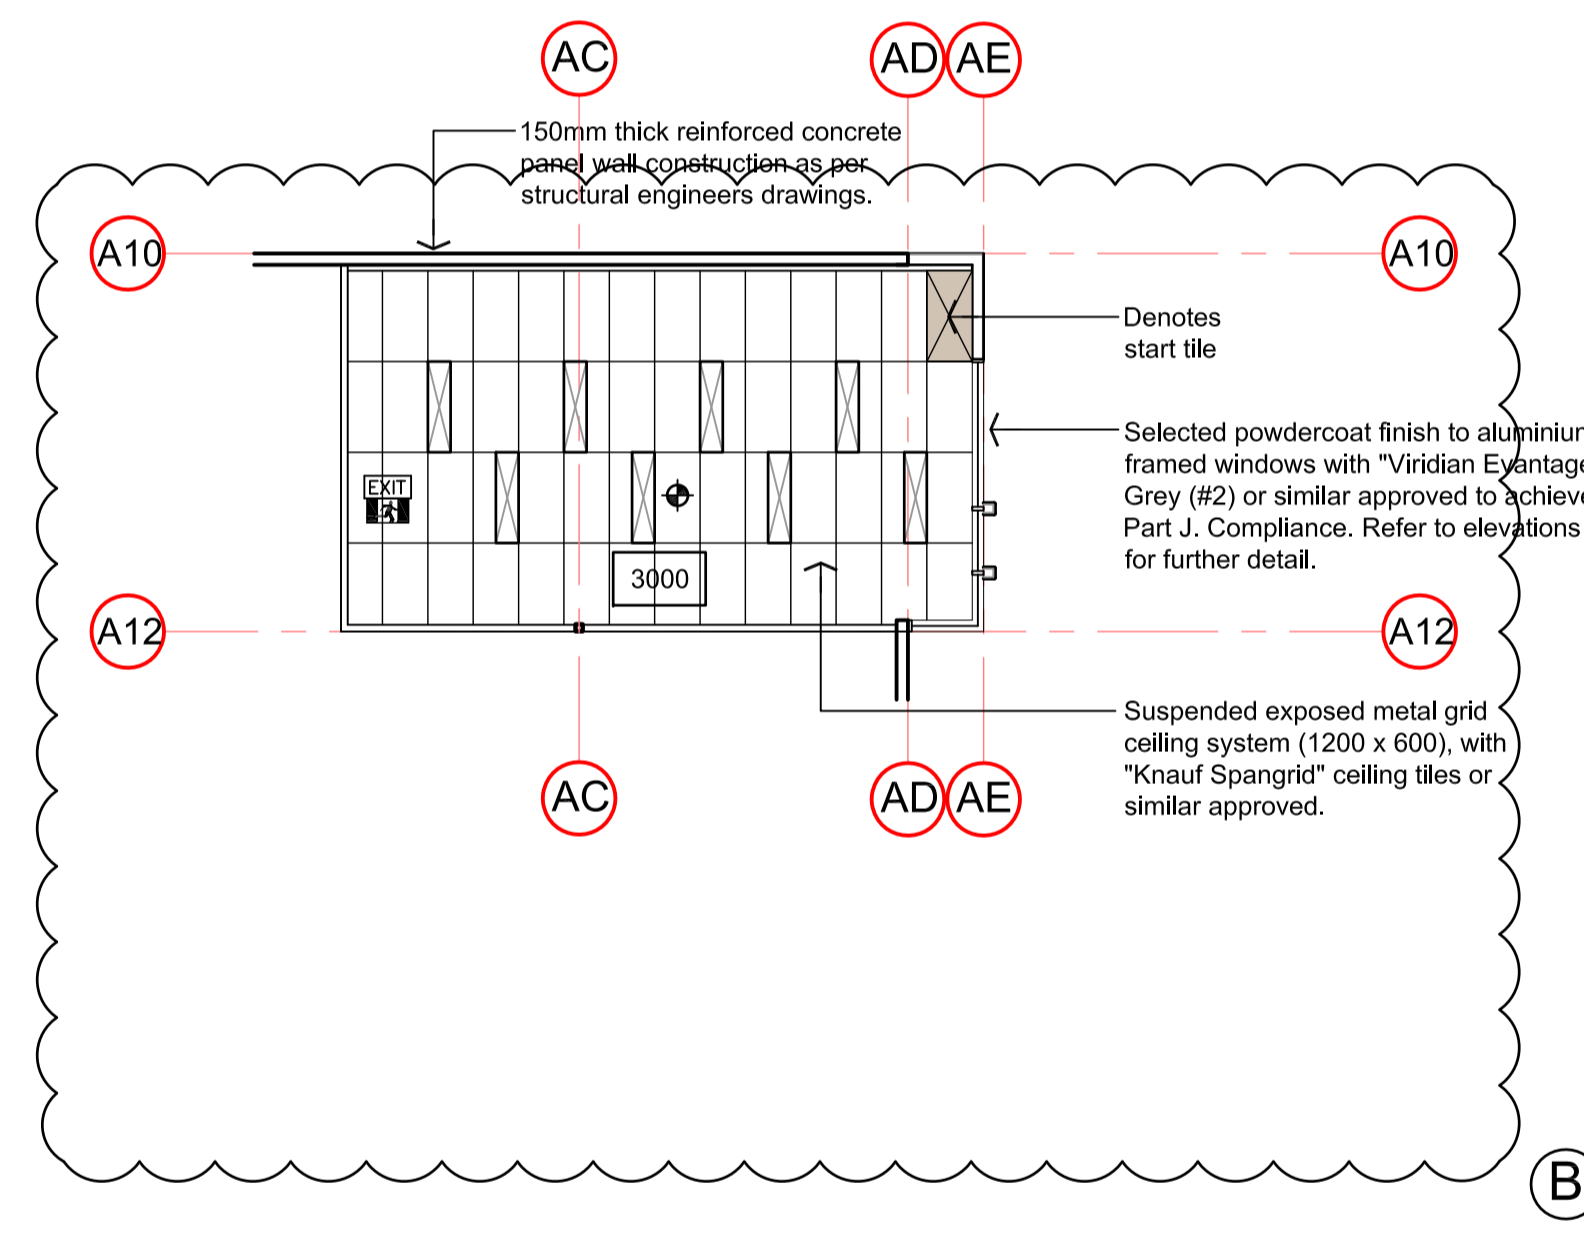 AC
AD
AE
150mm thick reinforced concrete
panel wall construction as per
structural engineers drawings.
A10
A10
Denotes
start tile
Selected powdercoat finish to aluminium
framed windows with "Viridian Evantage
Grey (#2) or similar approved to achieve
Part J. Compliance. Refer to elevations
for further detail.
EXIT
3000
A12
A12
Suspended exposed metal grid
ceiling system (1200 x 600), with
"Knauf Spangrid" ceiling tiles or
similar approved.
AC
AD
AE
B